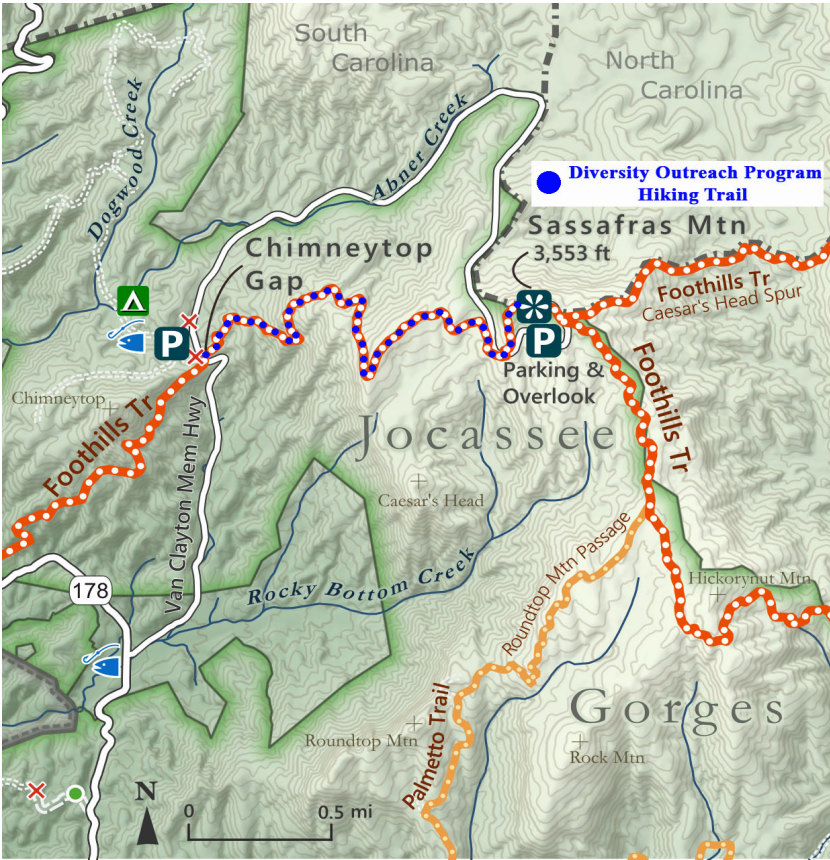 South
Carolina
North
Carolina
Dogwood Creek
Abner Creek
Diversity Outreach Program
Hiking Trail
Sassafras Mtn
3,553 ft
Chimneytop
Gap
Foothills Tr
Caesar's Head Spur
P
P
Parking &
Overlook
Chimneytop
Foothills Tr
Foothills Tr
Van Clayton Mem Hwy
Jocassee
Caesar's Head
Roundtop Mtn Passage
178
Rocky Bottom Creek
Hickorynut Mtn
Palmetto Trail
Gorges
Roundtop Mtn
Rock Mtn
N
0
0.5 mi